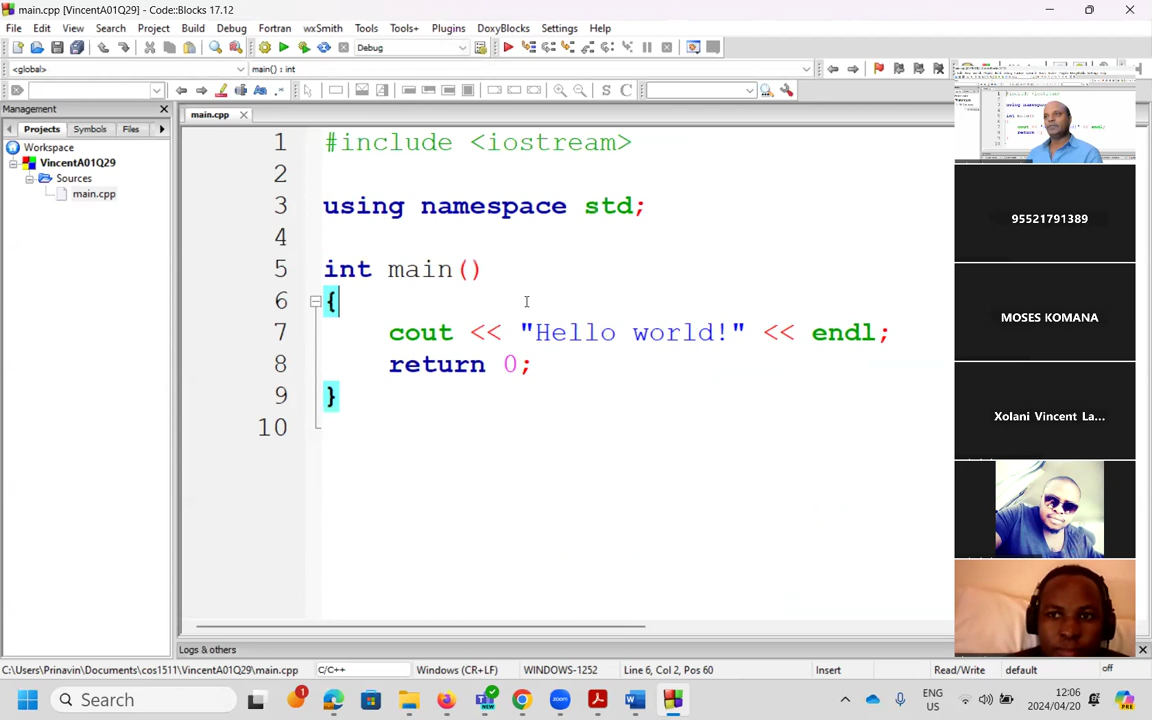 main.cpp [VincentA01Q29] - Code::Blocks 17.12
File Edit View Search Project Build Debug Fortran wxSmith Tools Tools+ Plugins DoxyBlocks Settings Help
Debug
<global>
main() : int
S C
Management
Projects Symbols Files
main.cpp
Workspace
VincentA01Q29
Sources
main.cpp
1 #include <iostream>
2
3 using namespace std;
4
5 int main()
6 {
7 cout << "Hello world!" << endl;
8 return 0;
9 }
10
95521791389
MOSES KOMANA
Xolani Vincent La...
Logs & others
C:\Users\Prinavin\Documents\cos1511\VincentA01Q29\main.cpp C/C++ Windows (CR+LF) WINDOWS-1252 Line 6, Col 2, Pos 60 Insert Read/Write default off
Search
1
NEW
ENG
US
12:06
2024/04/20
PRE